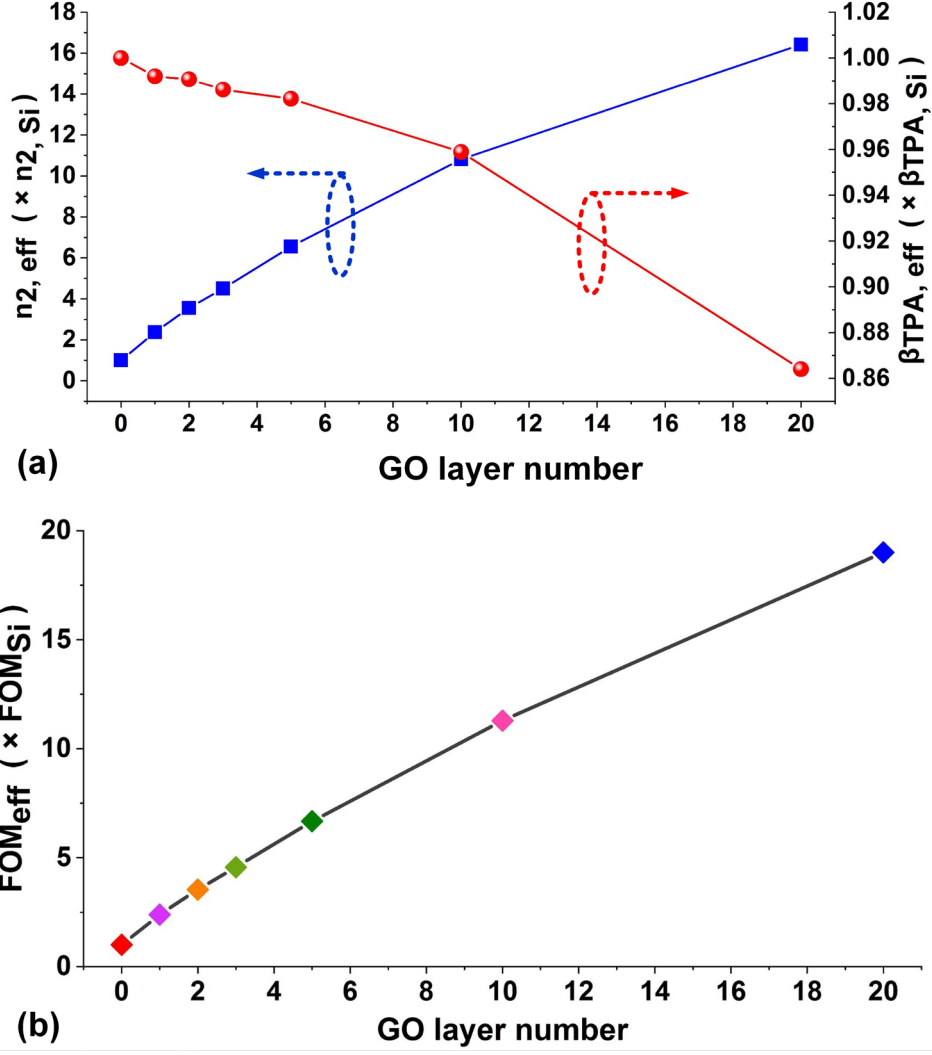 18
16
14
12
10
8
6
4
2
0
n2, eff ( × n2, Si)
1.02
1.00
0.98
0.96
0.94
0.92
0.90
0.88
0.86
βTPA, eff ( × βTPA, Si)
0 2 4 6 8 10 12 14 16 18 20
(a)
GO layer number
20
15
10
5
0
FOMeff ( × FOMSi)
0 2 4 6 8 10 12 14 16 18 20
(b)
GO layer number